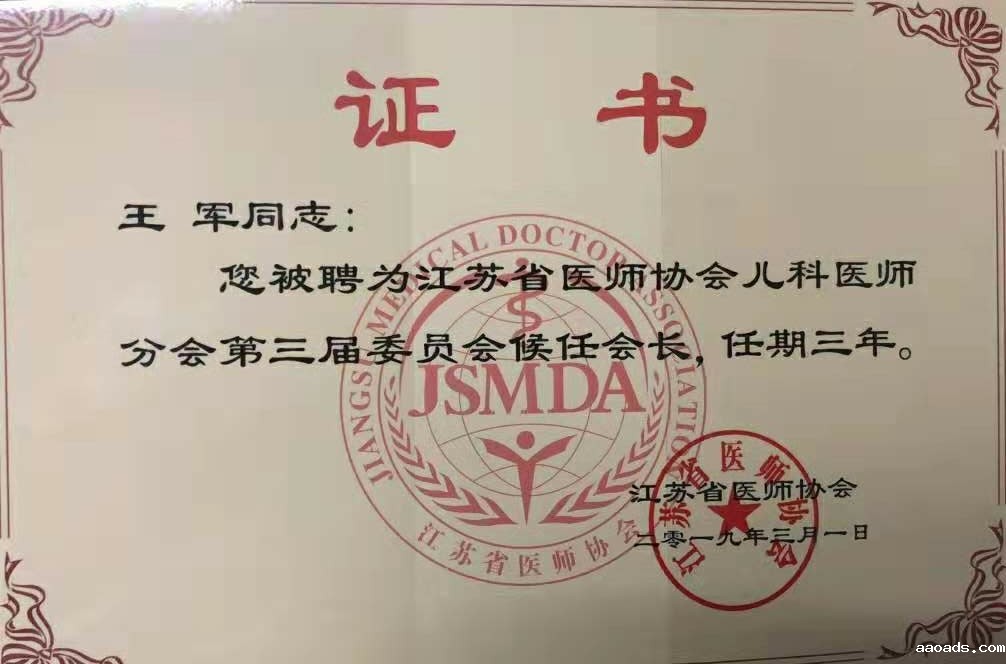 证 书
王 军同志：
您被聘为江苏省医师协会儿科医师
分会第三届委员会候任会长，任期三年。
JIANGSU MEDICAL DOCTOR ASSOCIATION
JSMDA
江苏省医师协会
江苏省医师协会
二零一九年三月一日
江苏省医师协会
aaoads.com